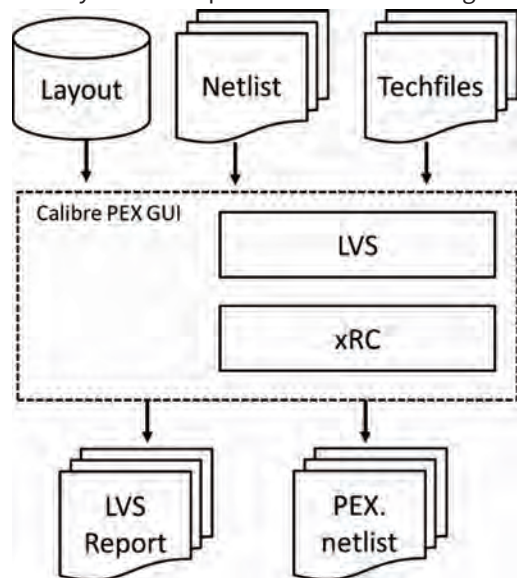 Layout
Netlist
Techfiles
Calibre PEX GUI
LVS
xRC
LVS
Report
PEX.
netlist